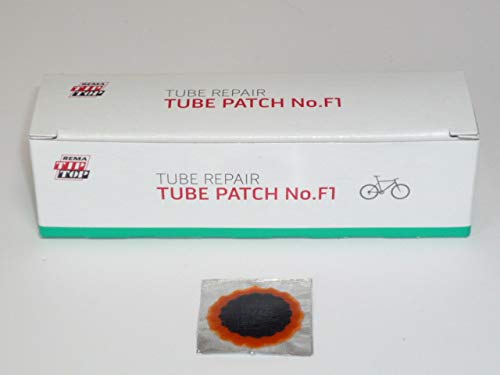 REMA
TIP
TOP
TUBE REPAIR
TUBE PATCH No.F1
REMA
TIP
TOP
TUBE REPAIR
TUBE PATCH No.F1